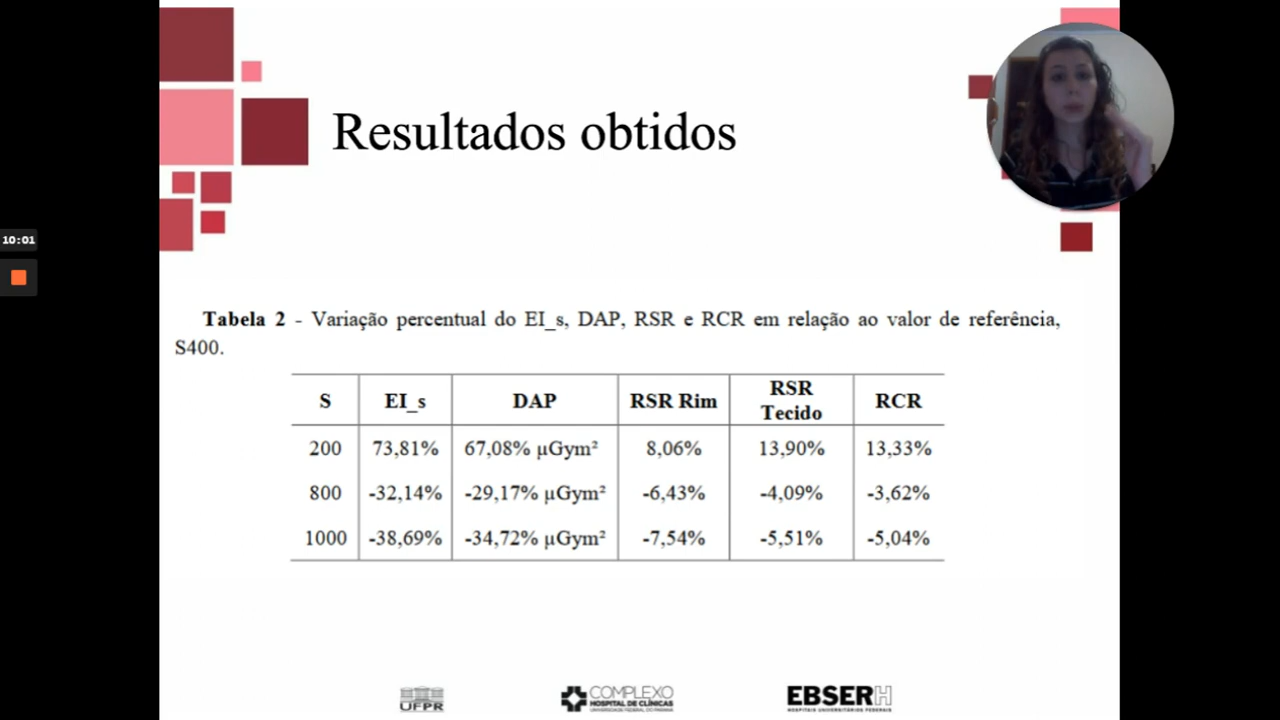 Resultados obtidos
10:01
Tabela 2 - Variação percentual do EI_s, DAP, RSR e RCR em relação ao valor de referência,
S400.
S EI_s DAP RSR Rim RSR Tecido RCR
200 73,81% 67,08% µGym² 8,06% 13,90% 13,33%
800 -32,14% -29,17% µGym² -6,43% -4,09% -3,62%
1000 -38,69% -34,72% µGym² -7,54% -5,51% -5,04%
UFPR
COMPLEXO
HOSPITAL DE CLÍNICAS
UNIVERSIDADE FEDERAL DO PARANÁ
EBSERH
HOSPITAIS UNIVERSITÁRIOS FEDERAIS